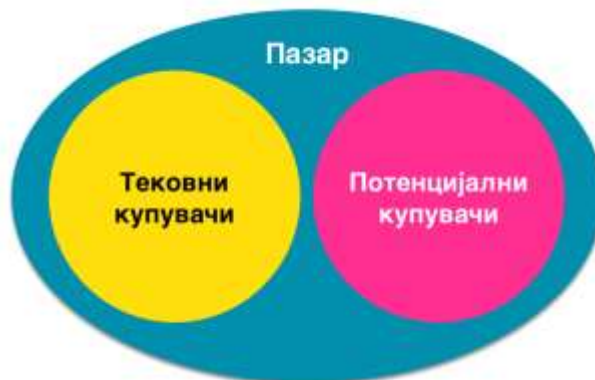 Пазар
Тековни
купувачи
Потенцијални
купувачи